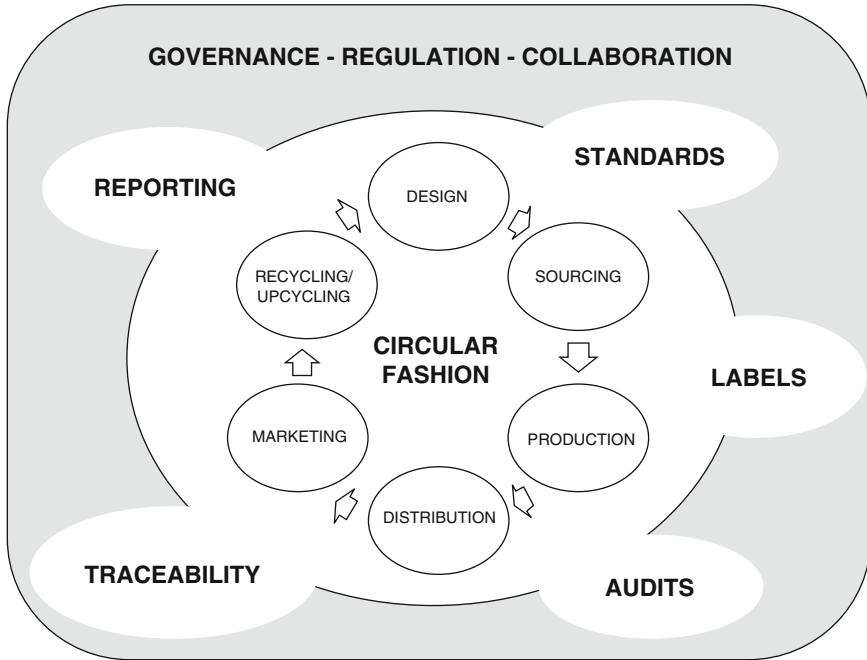 GOVERNANCE - REGULATION - COLLABORATION
REPORTING
STANDARDS
DESIGN
RECYCLING/
UPCYCLING
SOURCING
CIRCULAR
FASHION
LABELS
MARKETING
PRODUCTION
DISTRIBUTION
TRACEABILITY
AUDITS